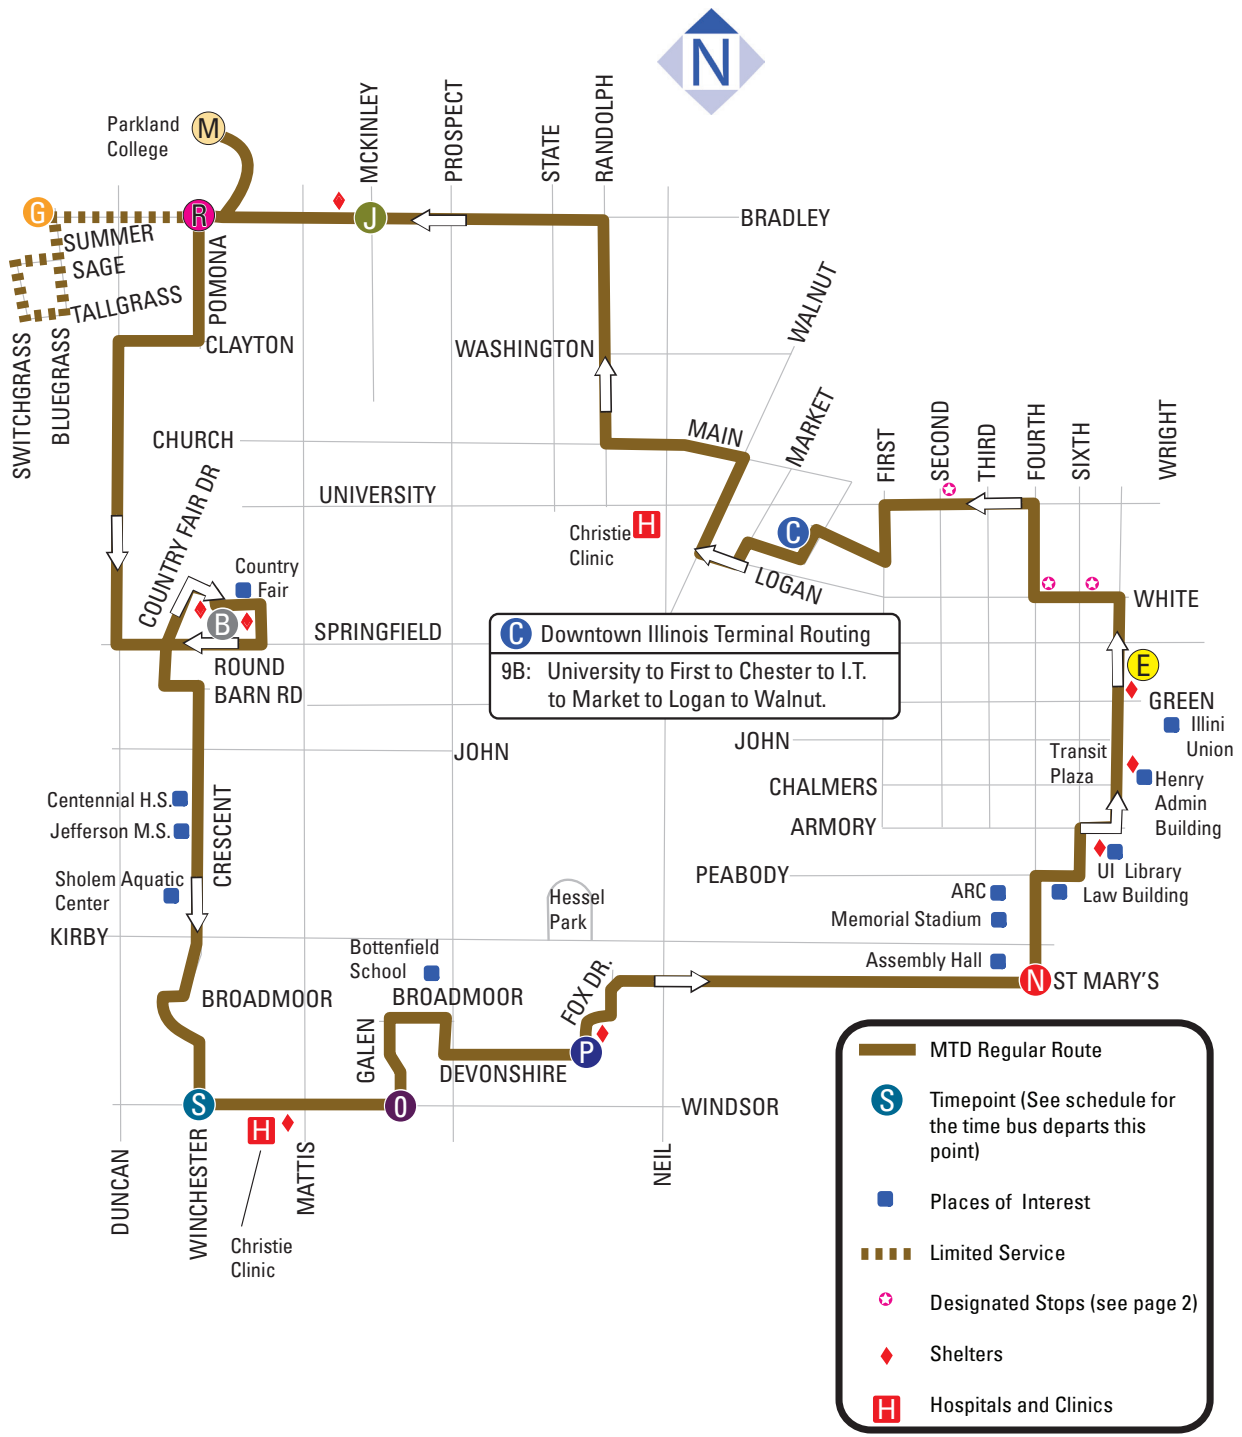 N
Parkland
College
M
MCKINLEY
PROSPECT
STATE
RANDOLPH
G
R
J
BRADLEY
SUMMER
SAGE
TALLGRASS
POMONA
SWITCHGRASS
BLUEGRASS
CLAYTON
WASHINGTON
WALNUT
MARKET
MAIN
CHURCH
FIRST
SECOND
THIRD
FOURTH
SIXTH
WRIGHT
COUNTRY FAIR DR
UNIVERSITY
Christie
Clinic
H
C
LOGAN
Country
Fair
B
SPRINGFIELD
WHITE
ROUND
BARN RD
C Downtown Illinois Terminal Routing
9B: University to First to Chester to I.T.
to Market to Logan to Walnut.
E
GREEN
Illini
Union
JOHN
JOHN
Transit
Plaza
CHALMERS
Henry
Admin
Building
Centennial H.S.
Jefferson M.S.
CRESCENT
ARMORY
Sholem Aquatic
Center
PEABODY
UI Library
Law Building
ARC
Hessel
Park
Memorial Stadium
KIRBY
Bottenfield
School
Assembly Hall
BROADMOOR
BROADMOOR
FOX DR.
N
ST MARY'S
GALEN
DEVONSHIRE
P
S
O
WINDSOR
H
DUNCAN
WINCHESTER
MATTIS
NEIL
Christie
Clinic
MTD Regular Route
S
Timepoint (See schedule for
the time bus departs this
point)
Places of Interest
Limited Service
Designated Stops (see page 2)
Shelters
H
Hospitals and Clinics